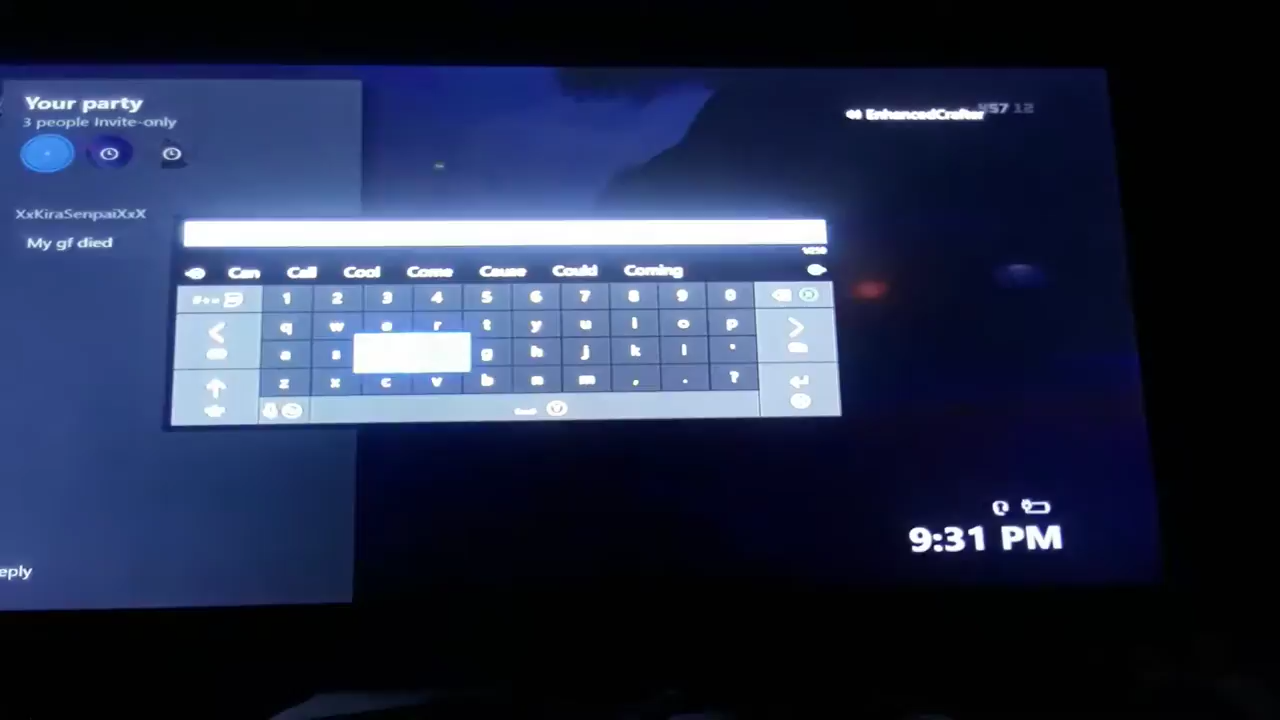 Your party
3 people Invite-only
EnhancedCrafter
12
XxKiraSenpaiXxX
My gf died
Can Call Cool Come Cause Could Coming
1 2 3 4 5 6 7 8 9 0
q w e r t y u i o p
a s g h j k l '
z x c v b n m , . ?
eply
9:31 PM